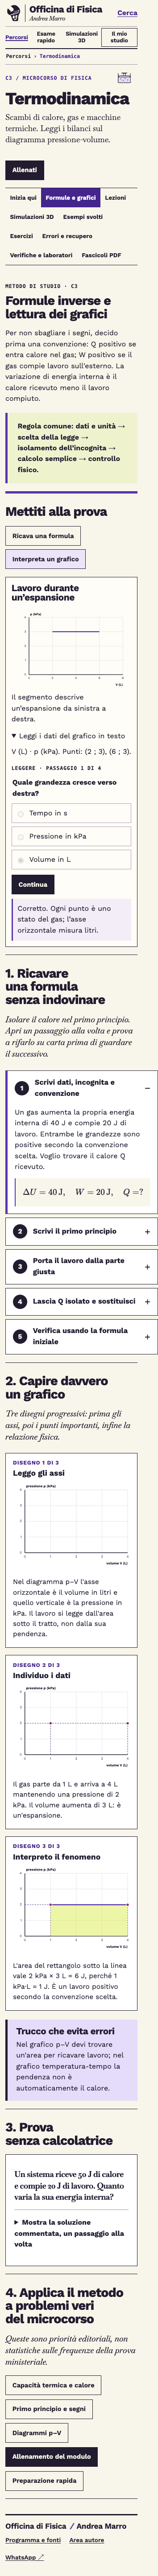 Officina di Fisica
Andrea Marro
Cerca
Percorsi
Esame
rapido
Simulazioni
3D
Il mio
studio
Percorsi › Termodinamica
C3 / MICROCORSO DI FISICA
Termodinamica
Scambi di calore, gas e macchine
termiche. Leggi i bilanci sul
diagramma pressione-volume.
Allenati
Inizia qui
Formule e grafici
Lezioni
Simulazioni 3D
Esempi svolti
Esercizi
Errori e recupero
Verifiche e laboratori
Fascicoli PDF
METODO DI STUDIO · C3
Formule inverse e
lettura dei grafici
Per non sbagliare i segni, decido
prima una convenzione: Q positivo se
entra calore nel gas; W positivo se il
gas compie lavoro all'esterno. La
variazione di energia interna è il
calore ricevuto meno il lavoro
compiuto.
Regola comune: dati e unità →
scelta della legge →
isolamento dell'incognita →
calcolo semplice → controllo
fisico.
Mettiti alla prova
Ricava una formula
Interpreta un grafico
Lavoro durante
un'espansione
p (kPa)
V (L)
Il segmento descrive
un'espansione da sinistra a
destra.
▼ Leggi i dati del grafico in testo
V (L) · p (kPa). Punti: (2 ; 3), (6 ; 3).
LEGGERE · PASSAGGIO 1 DI 4
Quale grandezza cresce verso
destra?
Tempo in s
Pressione in kPa
Volume in L
Continua
Corretto. Ogni punto è uno
stato del gas; l'asse
orizzontale misura litri.
1. Ricavare
una formula
senza indovinare
Isolare il calore nel primo principio.
Apri un passaggio alla volta e prova
a rifarlo su carta prima di guardare
il successivo.
1
Scrivi dati, incognita e
convenzione
−
Un gas aumenta la propria energia
interna di 40 J e compie 20 J di
lavoro. Entrambe le grandezze sono
positive secondo la convenzione
scelta. Voglio trovare il calore Q
ricevuto.
ΔU = 40 J, W = 20 J, Q =?
2 Scrivi il primo principio +
3 Porta il lavoro dalla parte
giusta +
4 Lascia Q isolato e sostituisci +
5 Verifica usando la formula
iniziale +
2. Capire davvero
un grafico
Tre disegni progressivi: prima gli
assi, poi i punti importanti, infine la
relazione.
DISEGNO 1 DI 3
Leggo gli assi
pressione p (kPa)
volume V (L)
Nel diagramma p–V l'asse
orizzontale è il volume in litri e
quello verticale è la pressione in
kPa. Il lavoro si legge dall'area
sotto il tratto, non dalla sua
pendenza.
DISEGNO 2 DI 3
Individuo i dati
pressione p (kPa)
volume V (L)
Il gas parte da 1 L e arriva a 4 L
mantenendo una pressione di 2
kPa. Il volume aumenta di 3 L: è
un'espansione.
DISEGNO 3 DI 3
Interpreto il fenomeno
pressione p (kPa)
volume V (L)
L'area del rettangolo sotto la linea
vale 2 kPa × 3 L = 6 J, perché 1
kPa·L = 1 J. È un lavoro positivo
secondo la convenzione scelta.
Trucco che evita errori
Nel grafico p–V devi trovare
un'area per ricavare lavoro; nel
grafico temperatura-tempo la
pendenza non è
automaticamente il calore.
3. Prova
senza calcolatrice
Un sistema riceve 50 J di calore
e compie 20 J di lavoro. Quanto
varia la sua energia interna?
▶ Mostra la soluzione
commentata, un passaggio alla
volta
4. Applica il metodo
a problemi veri
del microcorso
Queste sono priorità editoriali, non
statistiche sulle frequenze della prova
ministeriale.
Capacità termica e calore
Primo principio e segni
Diagrammi p–V
Allenamento del modulo
Preparazione rapida
Officina di Fisica / Andrea Marro
Programma e fonti
Area autore
WhatsApp ↗